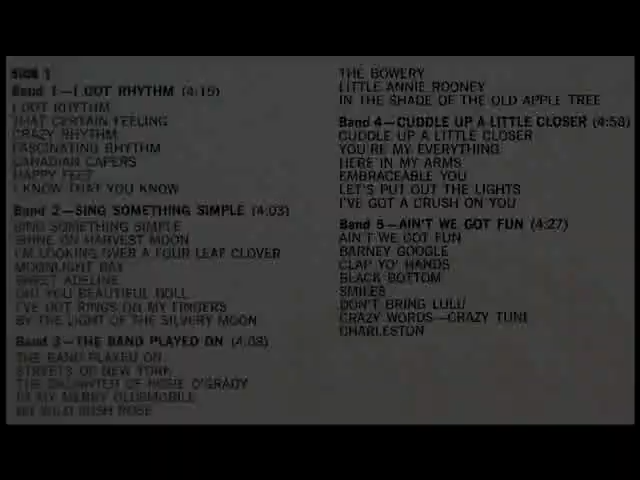 Side 1
Band 1—I GOT RHYTHM (4:15)
I GOT RHYTHM
THAT CERTAIN FEELING
CRAZY RHYTHM
FASCINATING RHYTHM
CANADIAN CAPERS
HAPPY FEET
I KNOW THAT YOU KNOW
Band 2—SING SOMETHING SIMPLE (4:03)
SING SOMETHING SIMPLE
SHINE ON HARVEST MOON
I'M LOOKING OVER A FOUR LEAF CLOVER
MOONLIGHT BAY
SWEET ADELINE
OH! YOU BEAUTIFUL DOLL
I'VE GOT RINGS ON MY FINGERS
BY THE LIGHT OF THE SILVERY MOON
Band 3—THE BAND PLAYED ON (4:08)
THE BAND PLAYED ON
STREETS OF NEW YORK
THE DAUGHTER OF ROSIE O'GRADY
IN MY MERRY OLDSMOBILE
MY WILD IRISH ROSE
THE BOWERY
LITTLE ANNIE ROONEY
IN THE SHADE OF THE OLD APPLE TREE
Band 4—CUDDLE UP A LITTLE CLOSER (4:58)
CUDDLE UP A LITTLE CLOSER
YOU'RE MY EVERYTHING
HERE IN MY ARMS
EMBRACEABLE YOU
LET'S PUT OUT THE LIGHTS
I'VE GOT A CRUSH ON YOU
Band 5—AIN'T WE GOT FUN (4:27)
AIN'T WE GOT FUN
BARNEY GOOGLE
CLAP YO' HANDS
BLACK BOTTOM
SMILES
DON'T BRING LULU
CRAZY WORDS—CRAZY TUNE
CHARLESTON